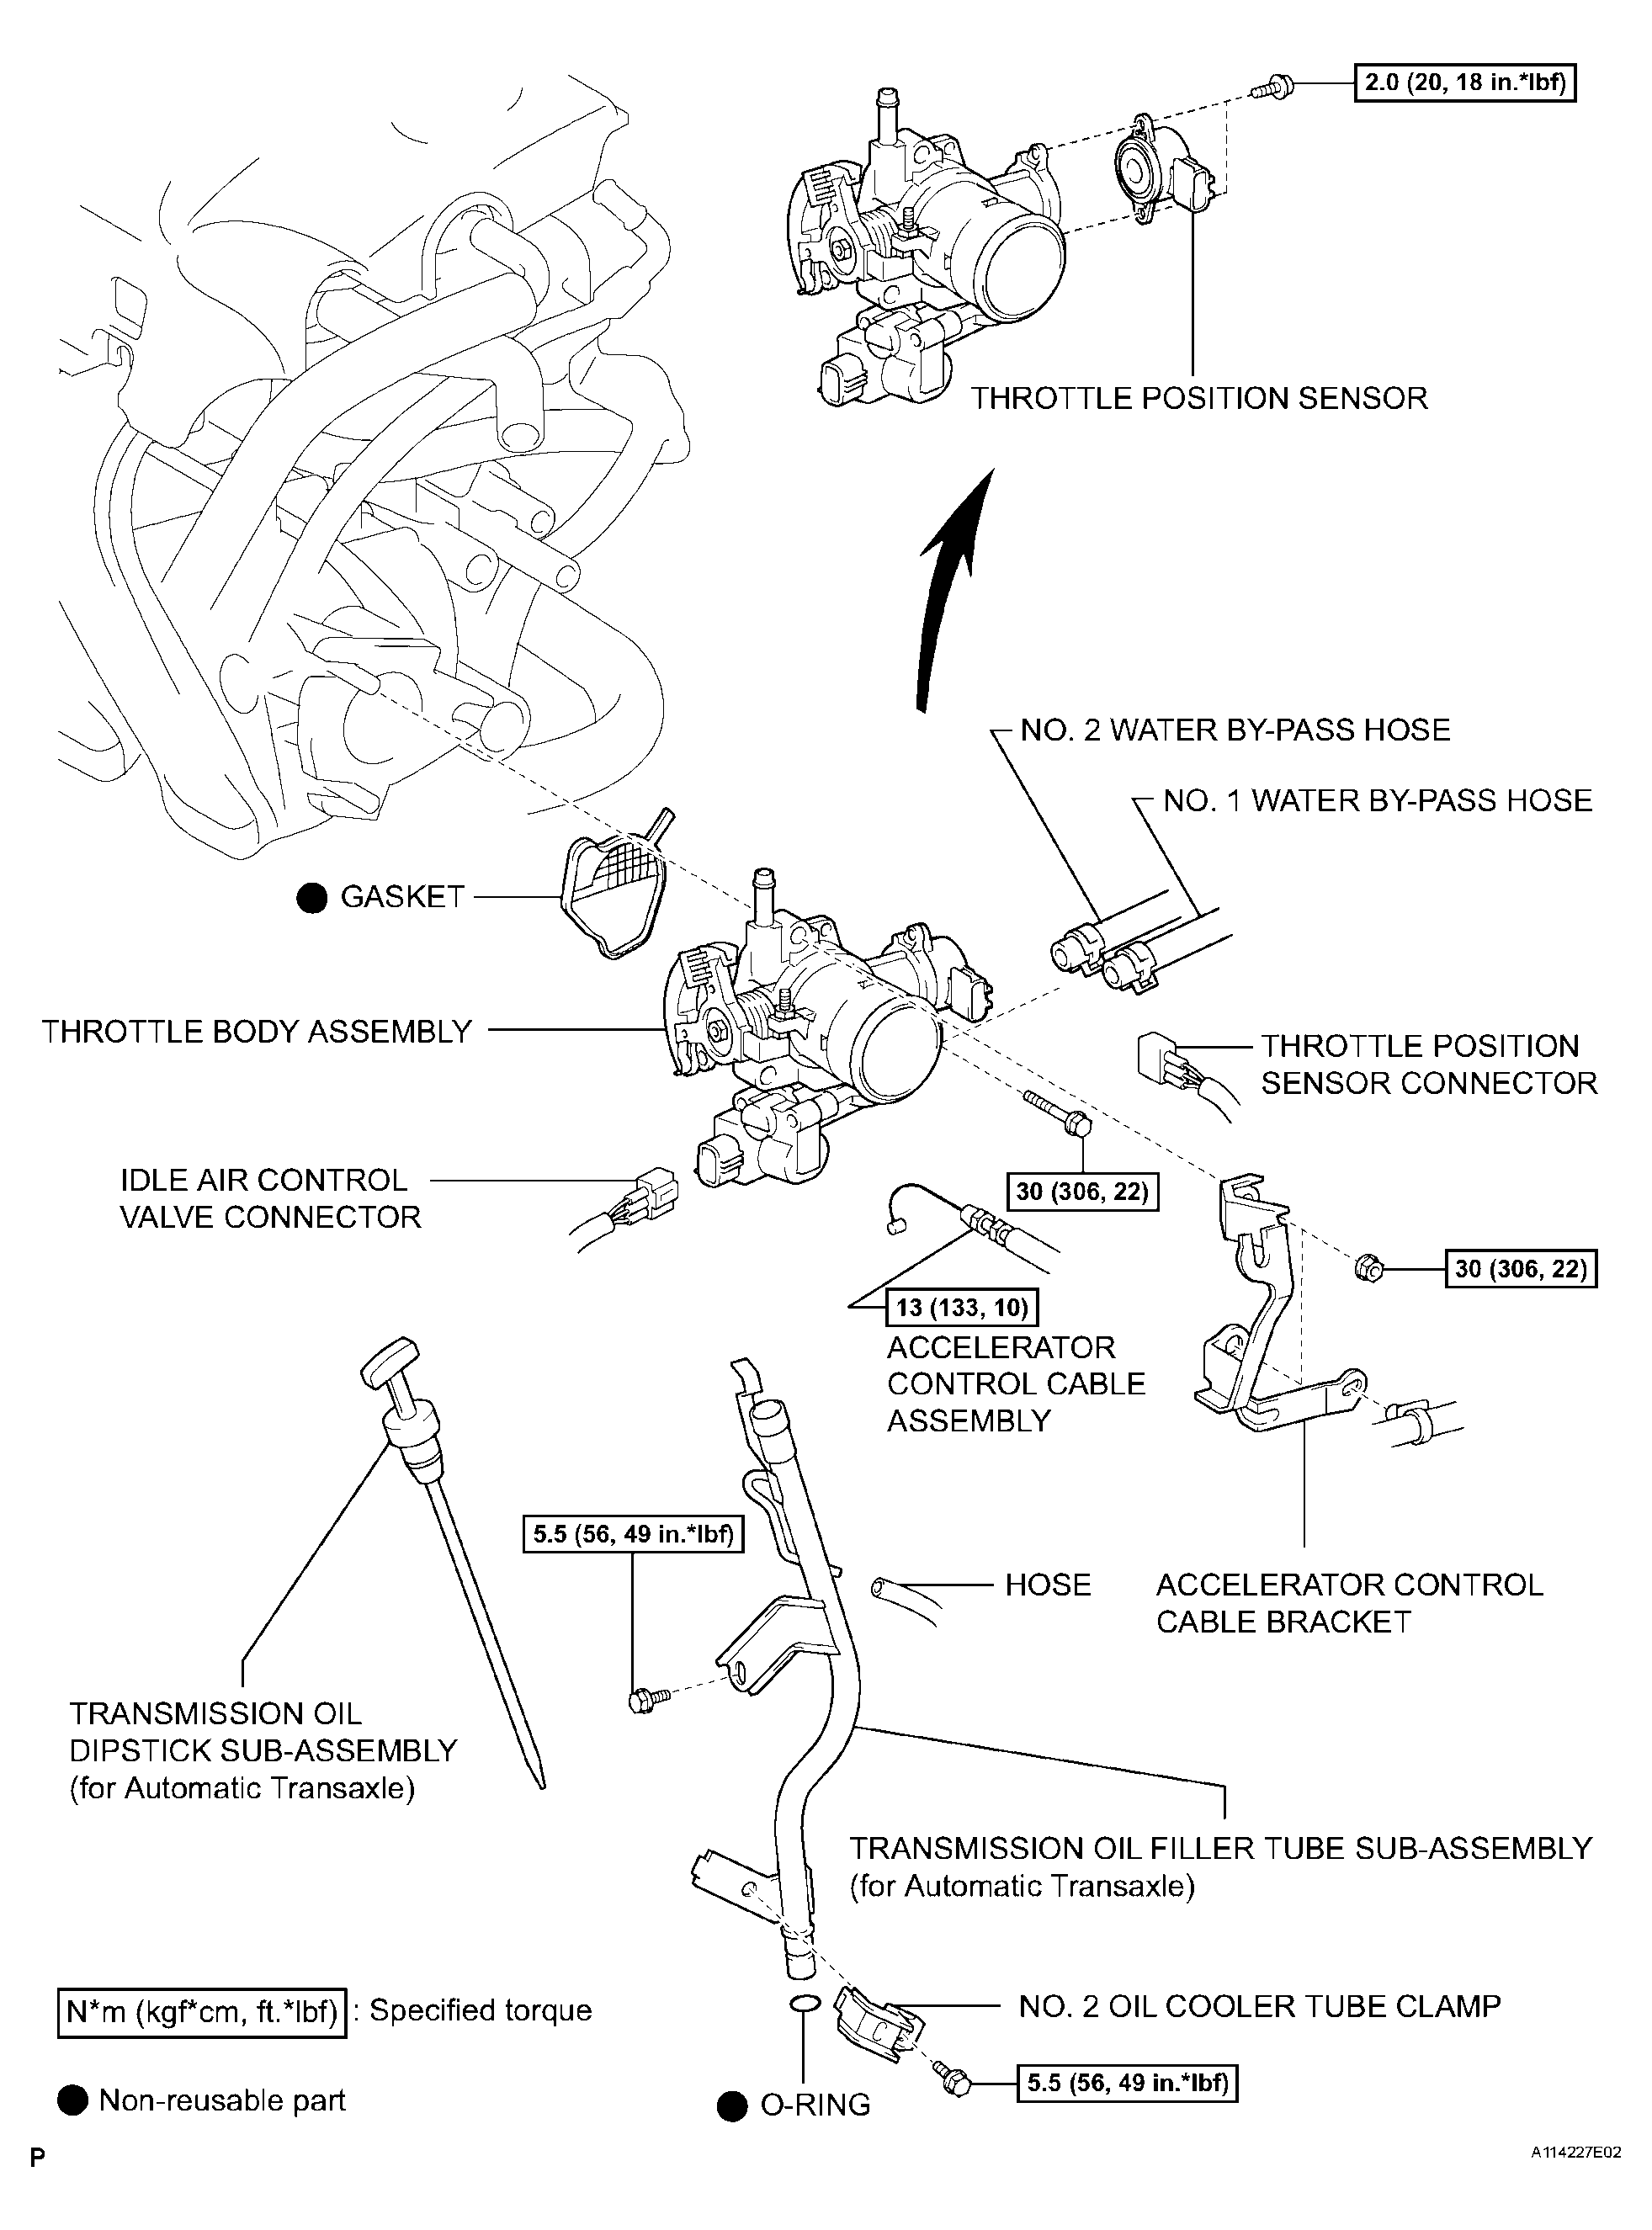 2.0 (20, 18 in.*lbf)
THROTTLE POSITION SENSOR
NO. 2 WATER BY-PASS HOSE
NO. 1 WATER BY-PASS HOSE
● GASKET
THROTTLE BODY ASSEMBLY
THROTTLE POSITION
SENSOR CONNECTOR
IDLE AIR CONTROL
VALVE CONNECTOR
30 (306, 22)
30 (306, 22)
13 (133, 10)
ACCELERATOR
CONTROL CABLE
ASSEMBLY
5.5 (56, 49 in.*lbf)
HOSE
ACCELERATOR CONTROL
CABLE BRACKET
TRANSMISSION OIL
DIPSTICK SUB-ASSEMBLY
(for Automatic Transaxle)
TRANSMISSION OIL FILLER TUBE SUB-ASSEMBLY
(for Automatic Transaxle)
N*m (kgf*cm, ft.*lbf) : Specified torque
NO. 2 OIL COOLER TUBE CLAMP
5.5 (56, 49 in.*lbf)
● Non-reusable part
● O-RING
P
A114227E02